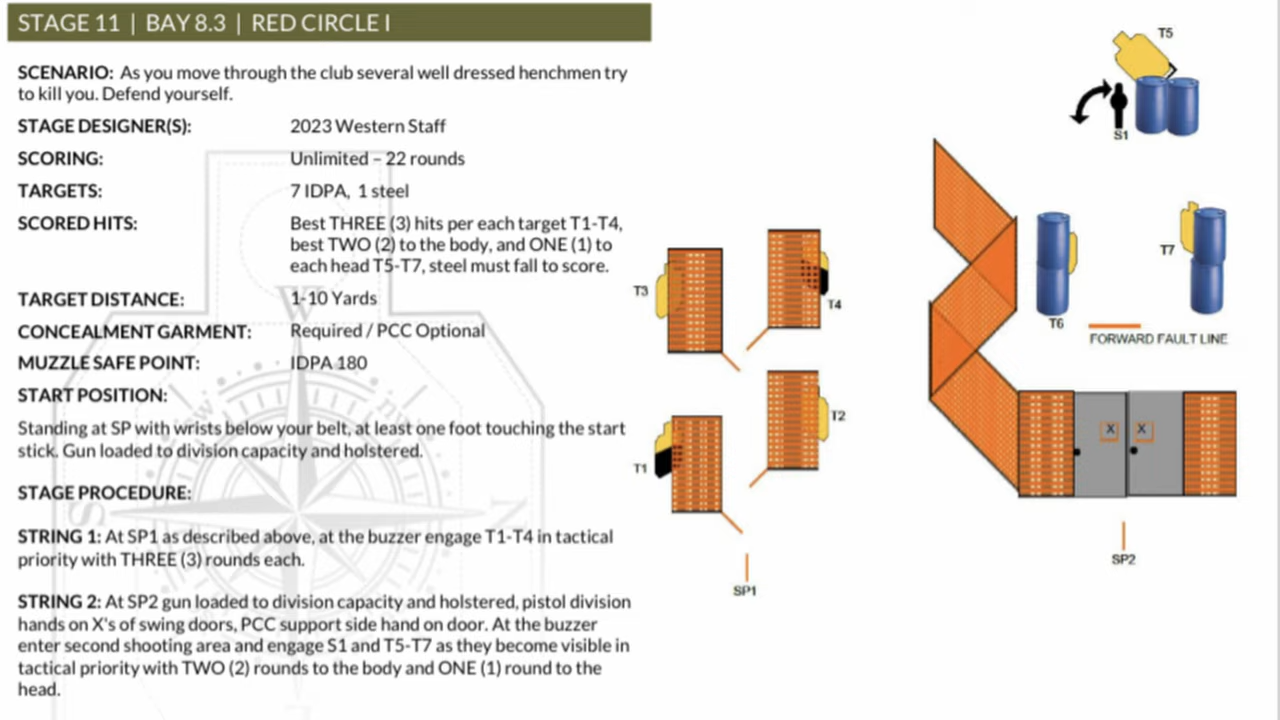 STAGE 11 | BAY 8.3 | RED CIRCLE I
SCENARIO: As you move through the club several well dressed henchmen try
to kill you. Defend yourself.
STAGE DESIGNER(S): 2023 Western Staff
SCORING: Unlimited – 22 rounds
TARGETS: 7 IDPA, 1 steel
SCORED HITS: Best THREE (3) hits per each target T1-T4,
best TWO (2) to the body, and ONE (1) to
each head T5-T7, steel must fall to score.
TARGET DISTANCE: 1-10 Yards
CONCEALMENT GARMENT: Required / PCC Optional
MUZZLE SAFE POINT: IDPA 180
START POSITION:
Standing at SP with wrists below your belt, at least one foot touching the start
stick. Gun loaded to division capacity and holstered.
STAGE PROCEDURE:
STRING 1: At SP1 as described above, at the buzzer engage T1-T4 in tactical
priority with THREE (3) rounds each.
STRING 2: At SP2 gun loaded to division capacity and holstered, pistol division
hands on X's of swing doors, PCC support side hand on door. At the buzzer
enter second shooting area and engage S1 and T5-T7 as they become visible in
tactical priority with TWO (2) rounds to the body and ONE (1) round to the
head.
W
S
N
T3
T4
T2
T1
SP1
T5
S1
T7
T6
FORWARD FAULT LINE
X X
SP2